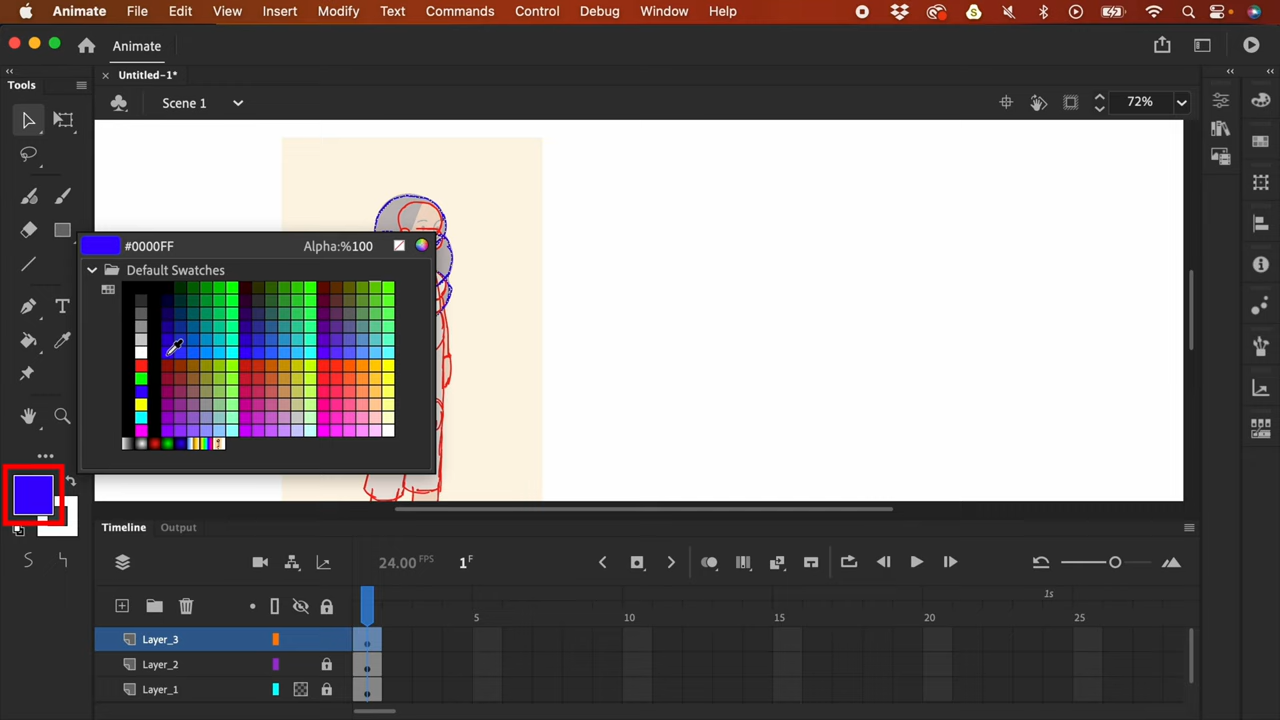 Animate File Edit View Insert Modify Text Commands Control Debug Window Help
Animate
Tools
Untitled-1*
Scene 1
72%
#0000FF Alpha:%100
Default Swatches
Timeline Output
24.00 FPS 1 F
1s
5 10 15 20 25
Layer_3
Layer_2
Layer_1